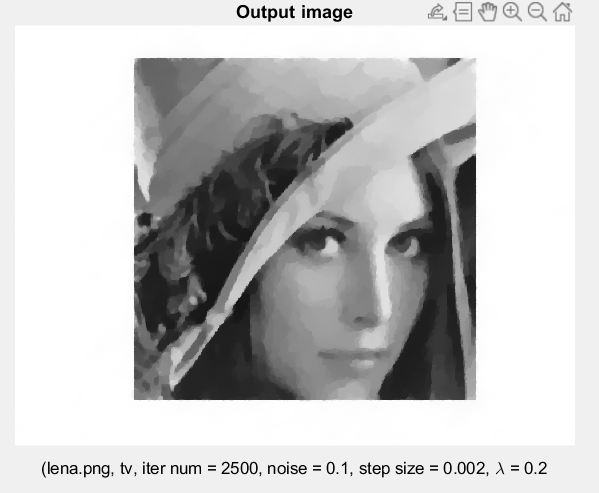 Output image
(lena.png, tv, iter num = 2500, noise = 0.1, step size = 0.002, λ = 0.2